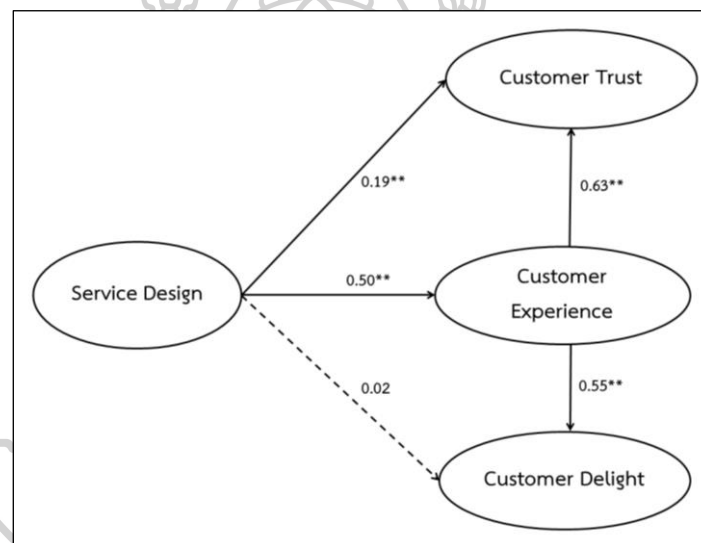 Customer Trust
0.19**
0.63**
Service Design
0.50**
Customer
Experience
0.02
0.55**
Customer Delight